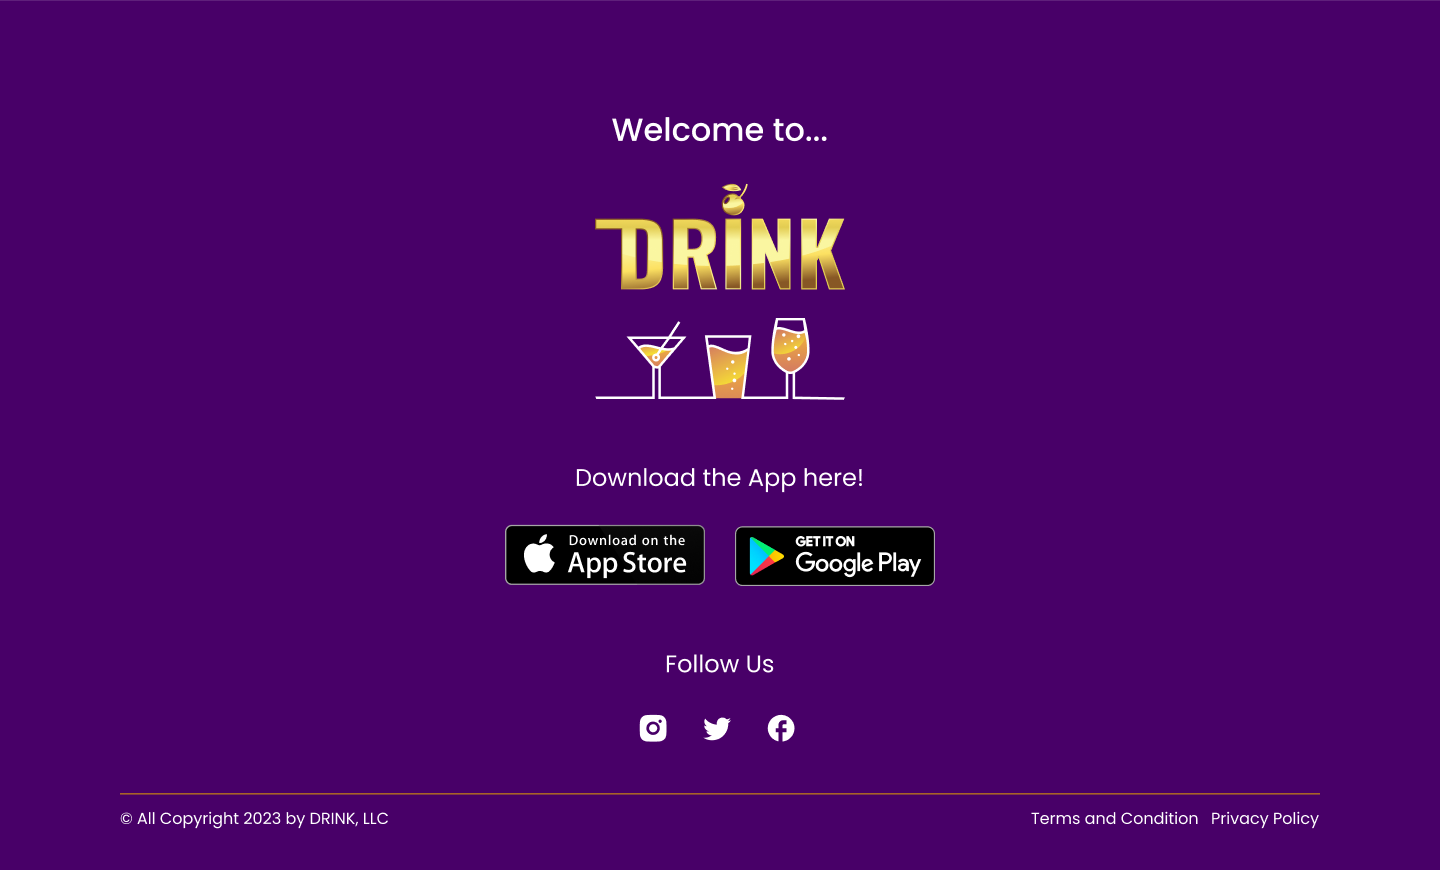 Welcome to...
DRINK
Download the App here!
Download on the
App Store
GET IT ON
Google Play
Follow Us
© All Copyright 2023 by DRINK, LLC
Terms and Condition Privacy Policy